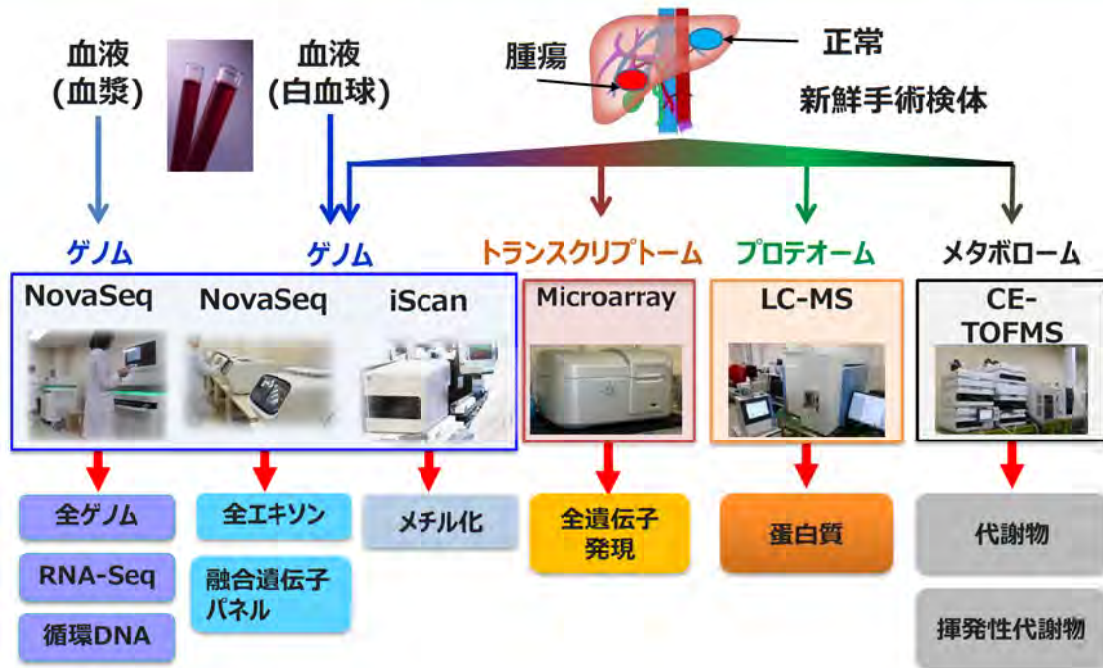 血液
(血漿)
血液
(白血球)
腫瘍
正常
新鮮手術検体
ゲノム
ゲノム
トランスクリプトーム
プロテオーム
メタボローム
NovaSeq
NovaSeq
iScan
Microarray
LC-MS
CE-
TOFMS
全ゲノム
RNA-Seq
循環DNA
全エキソン
融合遺伝子
パネル
メチル化
全遺伝子
発現
蛋白質
代謝物
揮発性代謝物